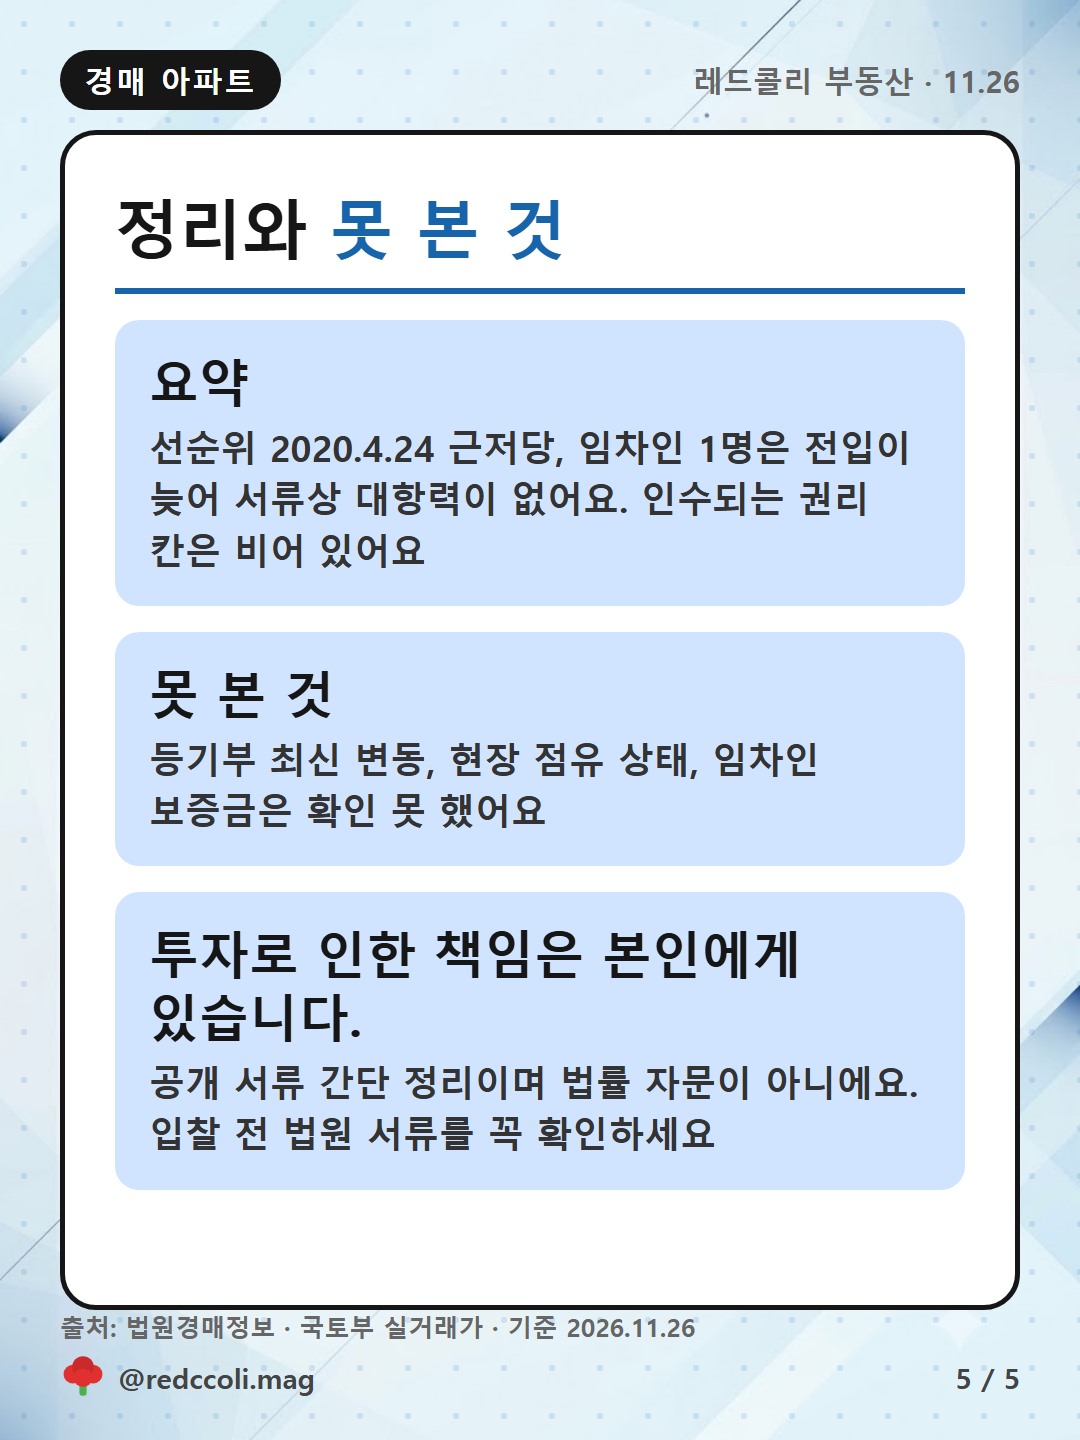 경매 아파트
레드콜리 부동산 · 11.26
정리와 못 본 것
요약
선순위 2020.4.24 근저당, 임차인 1명은 전입이
늦어 서류상 대항력이 없어요. 인수되는 권리
칸은 비어 있어요
못 본 것
등기부 최신 변동, 현장 점유 상태, 임차인
보증금은 확인 못 했어요
투자로 인한 책임은 본인에게
있습니다.
공개 서류 간단 정리이며 법률 자문이 아니에요.
입찰 전 법원 서류를 꼭 확인하세요
출처: 법원경매정보 · 국토부 실거래가 · 기준 2026.11.26
@redccoli.mag
5 / 5